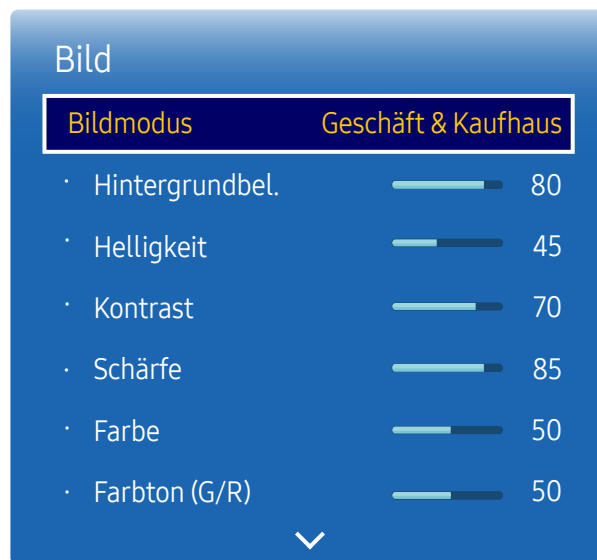 Bild
Bildmodus Geschäft & Kaufhaus
· Hintergrundbel. 80
· Helligkeit 45
· Kontrast 70
· Schärfe 85
· Farbe 50
· Farbton (G/R) 50